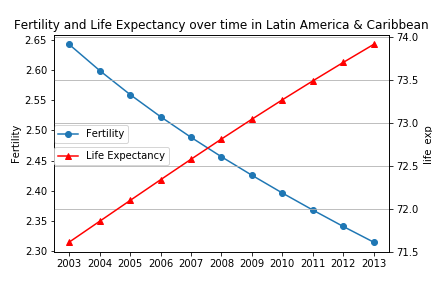 Fertility and Life Expectancy over time in Latin America & Caribbean
2.65
2.60
2.55
2.50
2.45
2.40
2.35
2.30
Fertility
Fertility
Life Expectancy
74.0
73.5
73.0
72.5
72.0
71.5
life_exp
2003 2004 2005 2006 2007 2008 2009 2010 2011 2012 2013